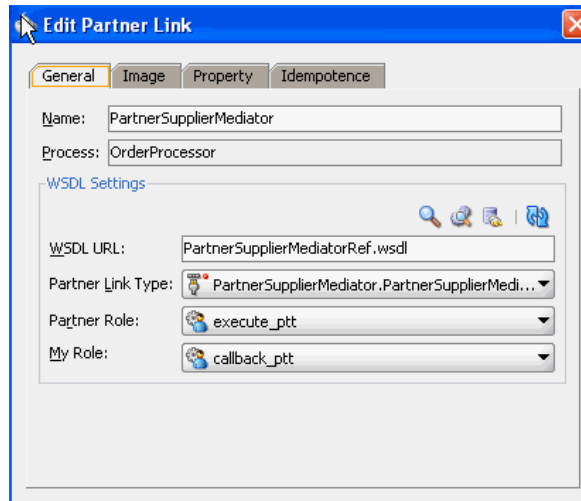 Edit Partner Link
General Image Property Idempotence
Name: PartnerSupplierMediator
Process: OrderProcessor
WSDL Settings
WSDL URL: PartnerSupplierMediatorRef.wsdl
Partner Link Type: PartnerSupplierMediator.PartnerSupplierMedi...
Partner Role: execute_ptt
My Role: callback_ptt